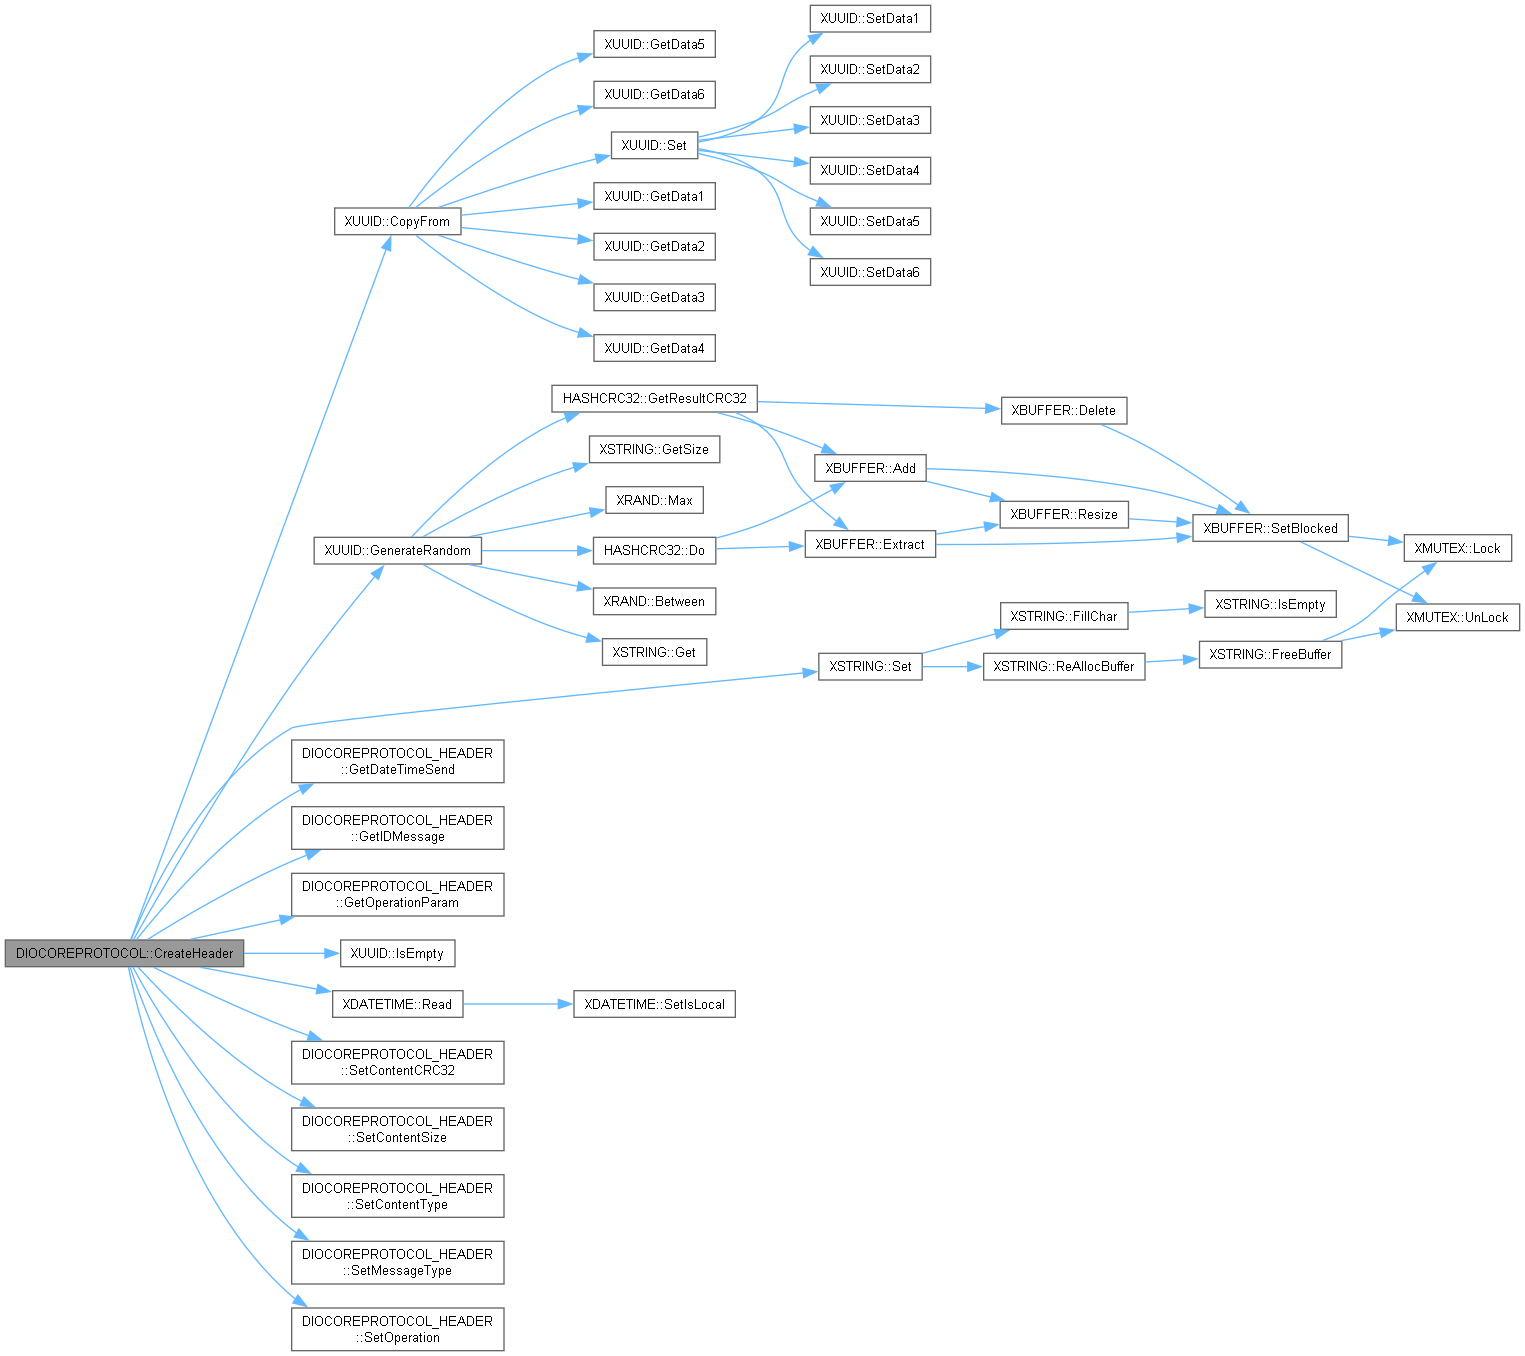 XUUID::SetData1
XUUID::GetData5
XUUID::SetData2
XUUID::GetData6
XUUID::SetData3
XUUID::Set
XUUID::SetData4
XUUID::GetData1
XUUID::CopyFrom
XUUID::SetData5
XUUID::GetData2
XUUID::SetData6
XUUID::GetData3
XUUID::GetData4
HASHCRC32::GetResultCRC32
XBUFFER::Delete
XSTRING::GetSize
XBUFFER::Add
XRAND::Max
XBUFFER::Resize
XBUFFER::SetBlocked
XUUID::GenerateRandom
HASHCRC32::Do
XBUFFER::Extract
XMUTEX::Lock
XRAND::Between
XSTRING::IsEmpty
XSTRING::FillChar
XMUTEX::UnLock
XSTRING::Get
XSTRING::Set
XSTRING::ReAllocBuffer
XSTRING::FreeBuffer
DIOCOREPROTOCOL_HEADER
::GetDateTimeSend
DIOCOREPROTOCOL_HEADER
::GetIDMessage
DIOCOREPROTOCOL_HEADER
::GetOperationParam
DIOCOREPROTOCOL::CreateHeader
XUUID::IsEmpty
XDATETIME::Read
XDATETIME::SetIsLocal
DIOCOREPROTOCOL_HEADER
::SetContentCRC32
DIOCOREPROTOCOL_HEADER
::SetContentSize
DIOCOREPROTOCOL_HEADER
::SetContentType
DIOCOREPROTOCOL_HEADER
::SetMessageType
DIOCOREPROTOCOL_HEADER
::SetOperation